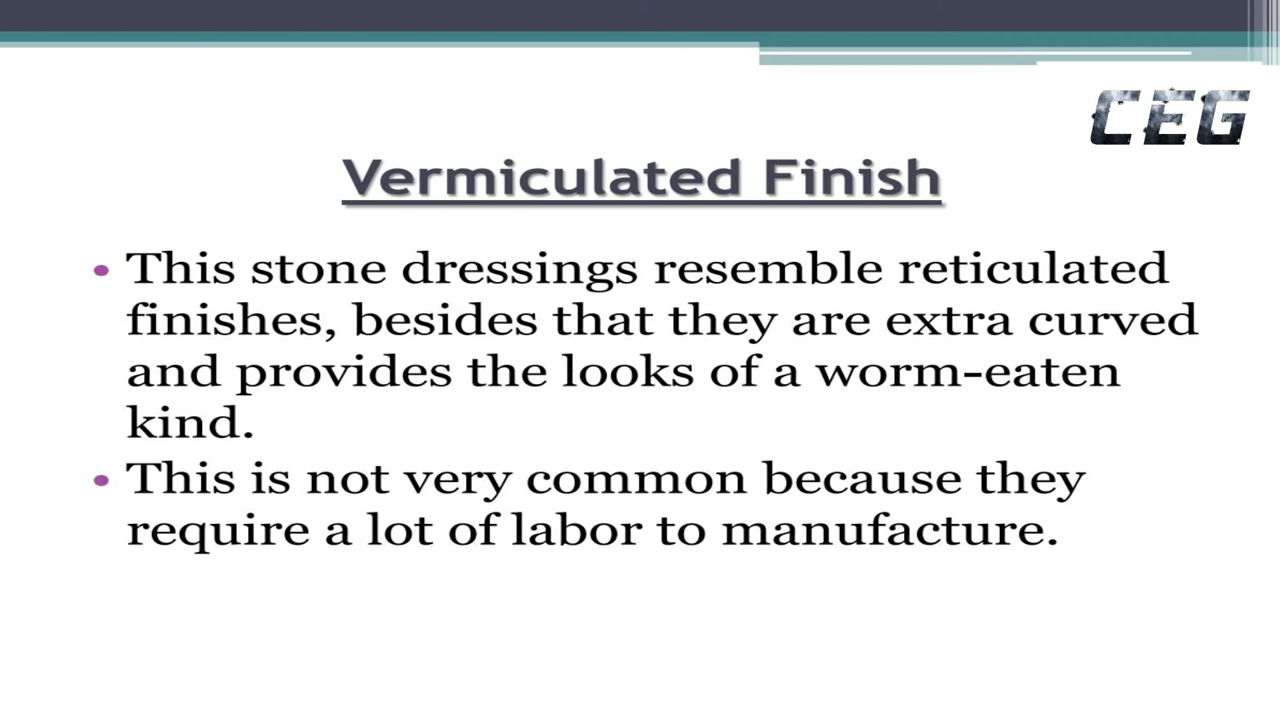 CEG
Vermiculated Finish
• This stone dressings resemble reticulated
finishes, besides that they are extra curved
and provides the looks of a worm-eaten
kind.
• This is not very common because they
require a lot of labor to manufacture.